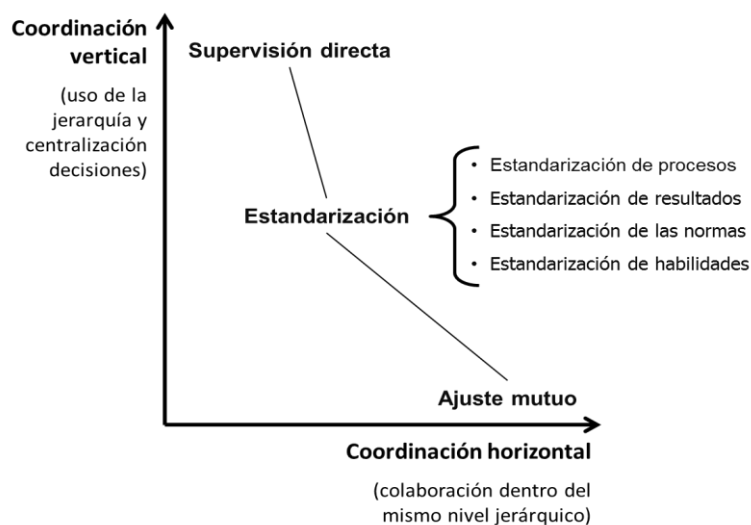 Coordinación
vertical
(uso de la
jerarquía y
centralización
decisiones)
Supervisión directa
Estandarización
• Estandarización de procesos
• Estandarización de resultados
• Estandarización de las normas
• Estandarización de habilidades
Ajuste mutuo
Coordinación horizontal
(colaboración dentro del
mismo nivel jerárquico)